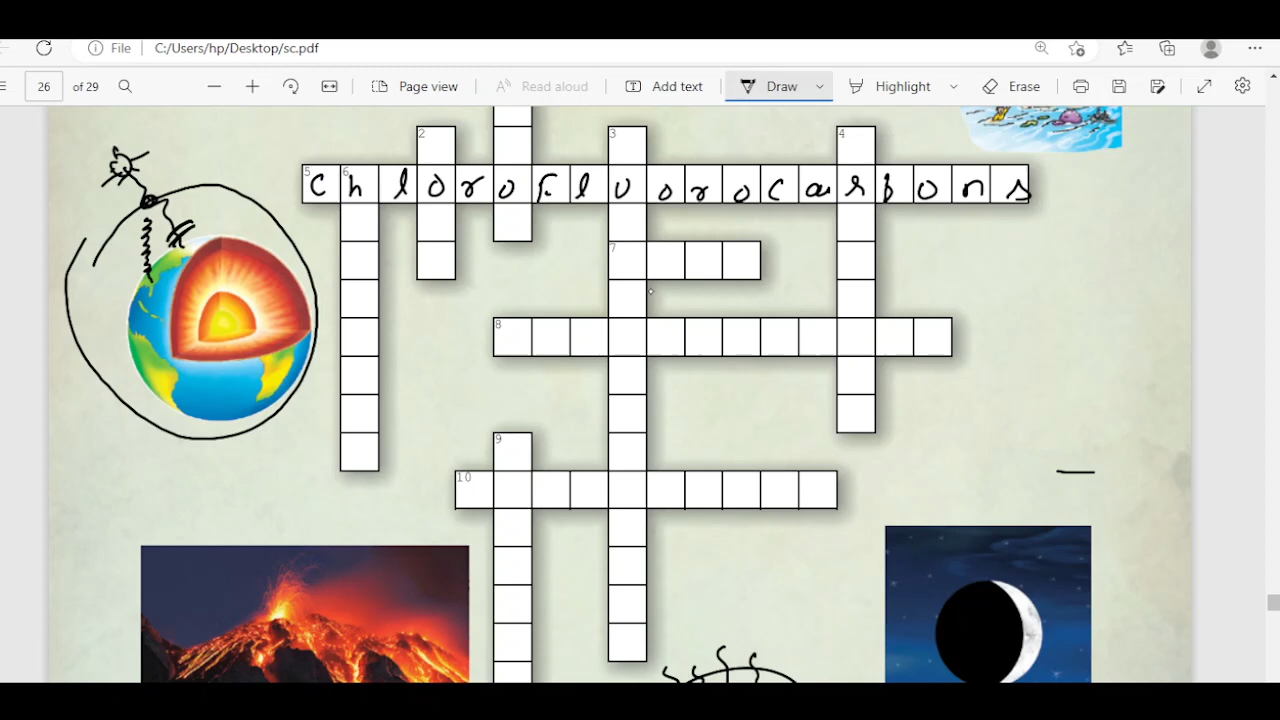 File C:/Users/hp/Desktop/sc.pdf
26 of 29 Page view Read aloud Add text Draw Highlight Erase
2 3 4
5 6
Chlorofluorocarbons
7
8
9
10